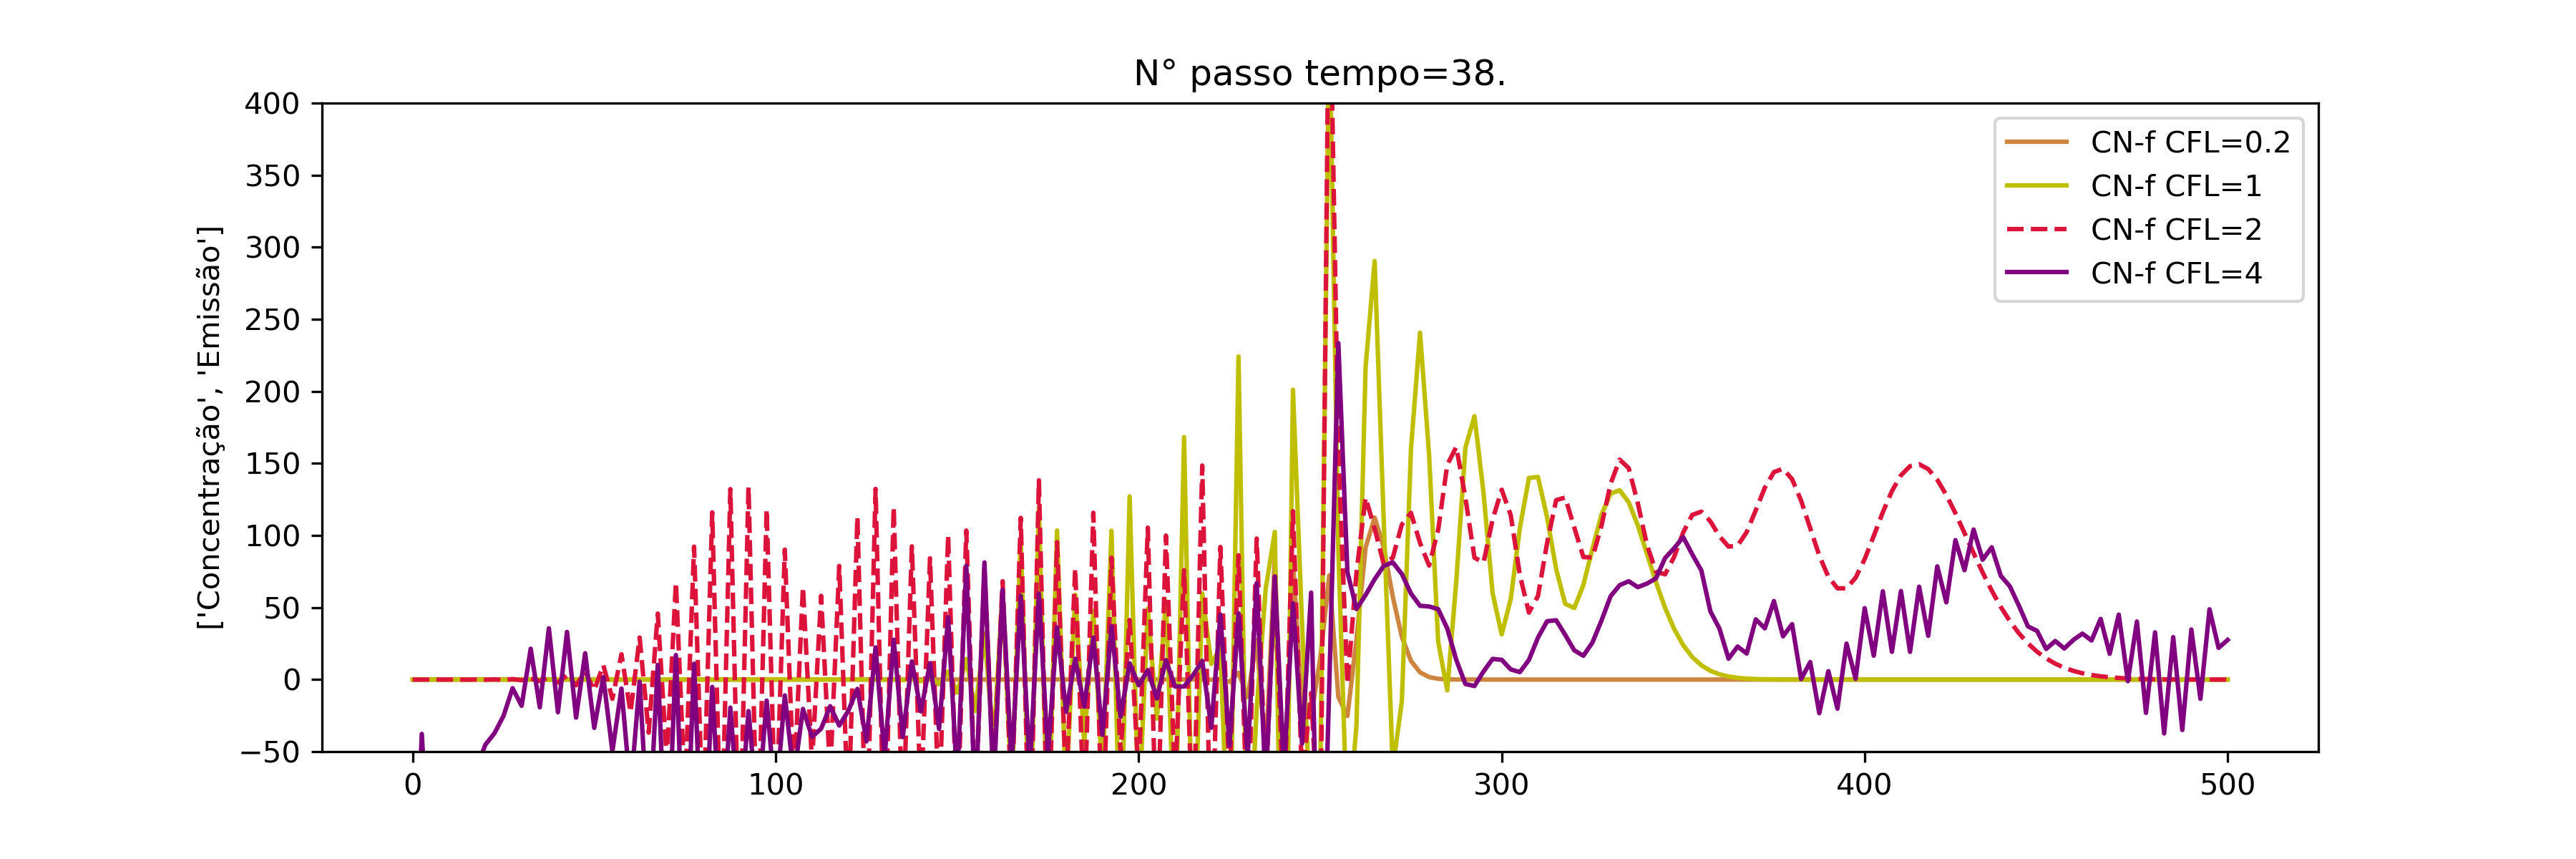 N° passo tempo=38.
['Concentração', 'Emissão']
400
350
300
250
200
150
100
50
0
−50
0 100 200 300 400 500
CN-f CFL=0.2
CN-f CFL=1
CN-f CFL=2
CN-f CFL=4